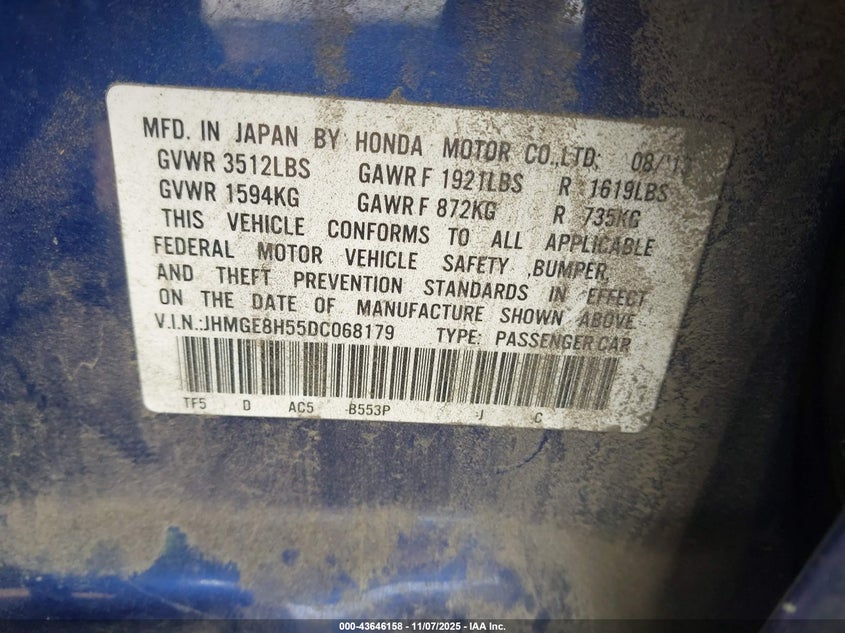 MFD. IN JAPAN BY HONDA MOTOR CO.,LTD. 08/'13
GVWR 3512LBS GAWR F 1921LBS R 1619LBS
GVWR 1594KG GAWR F 872KG R 735KG
THIS VEHICLE CONFORMS TO ALL APPLICABLE
FEDERAL MOTOR VEHICLE SAFETY ,BUMPER,
AND THEFT PREVENTION STANDARDS IN EFFECT
ON THE DATE OF MANUFACTURE SHOWN ABOVE.
V.I.N.:JHMGE8H55DC068179 TYPE: PASSENGER CAR
TF5 D AC5 -B553P -J C
000-43646158 - 11/07/2025 - IAA Inc.